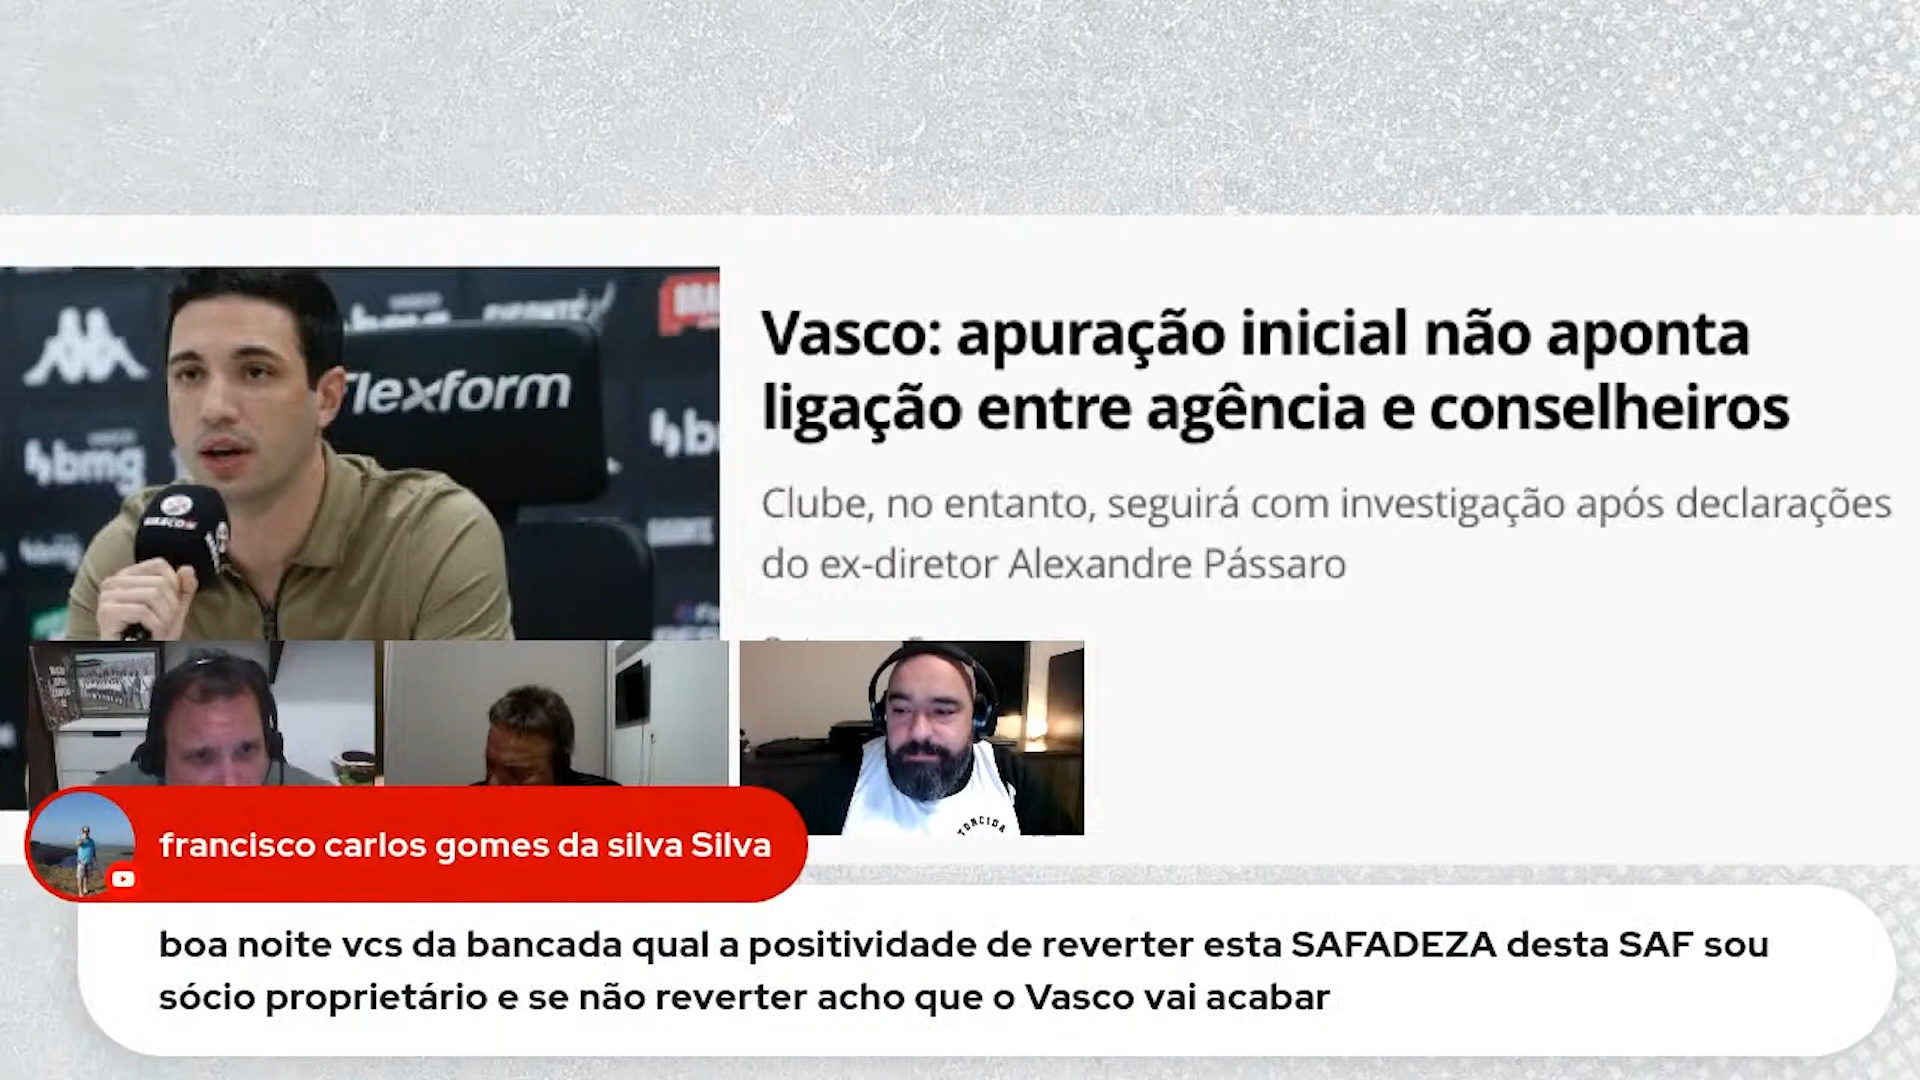 Vasco: apuração inicial não aponta
ligação entre agência e conselheiros
Clube, no entanto, seguirá com investigação após declarações
do ex-diretor Alexandre Pássaro
flexform
bmg
TORCIDA
francisco carlos gomes da silva Silva
boa noite vcs da bancada qual a positividade de reverter esta SAFADEZA desta SAF sou
sócio proprietário e se não reverter acho que o Vasco vai acabar